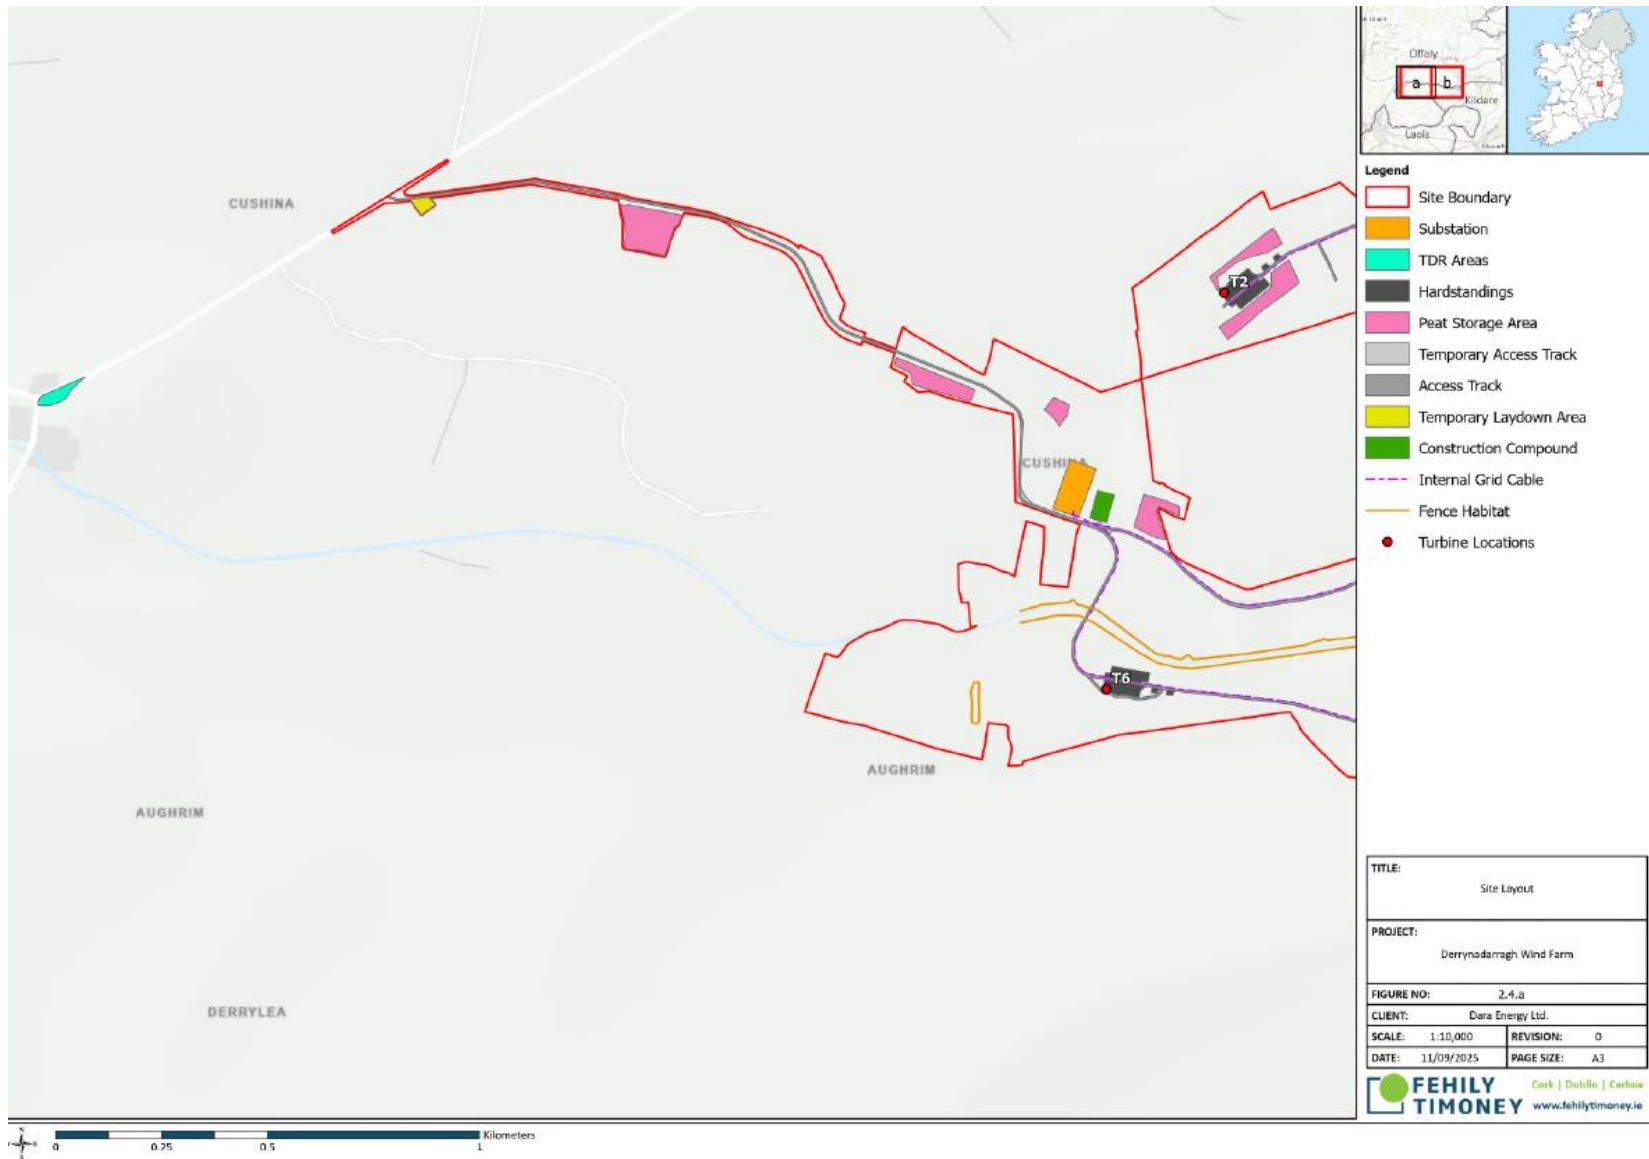 Offaly
a
b
Kildare
Laois
Legend
Site Boundary
Substation
TDR Areas
Hardstandings
Peat Storage Area
Temporary Access Track
Access Track
Temporary Laydown Area
Construction Compound
Internal Grid Cable
Fence Habitat
Turbine Locations
CUSHINA
T2
CUSHINA
T6
AUGHRIM
AUGHRIM
DERRYLEA
TITLE:
Site Layout
PROJECT:
Derrynadarragh Wind Farm
FIGURE NO: 2.4.a
CLIENT: Dara Energy Ltd.
SCALE: 1:10,000 REVISION: 0
DATE: 11/09/2025 PAGE SIZE: A3
FEHILY
TIMONEY
Cork | Dublin | Carlow
www.fehilytimoney.ie
N
0 0.25 0.5 1 Kilometers